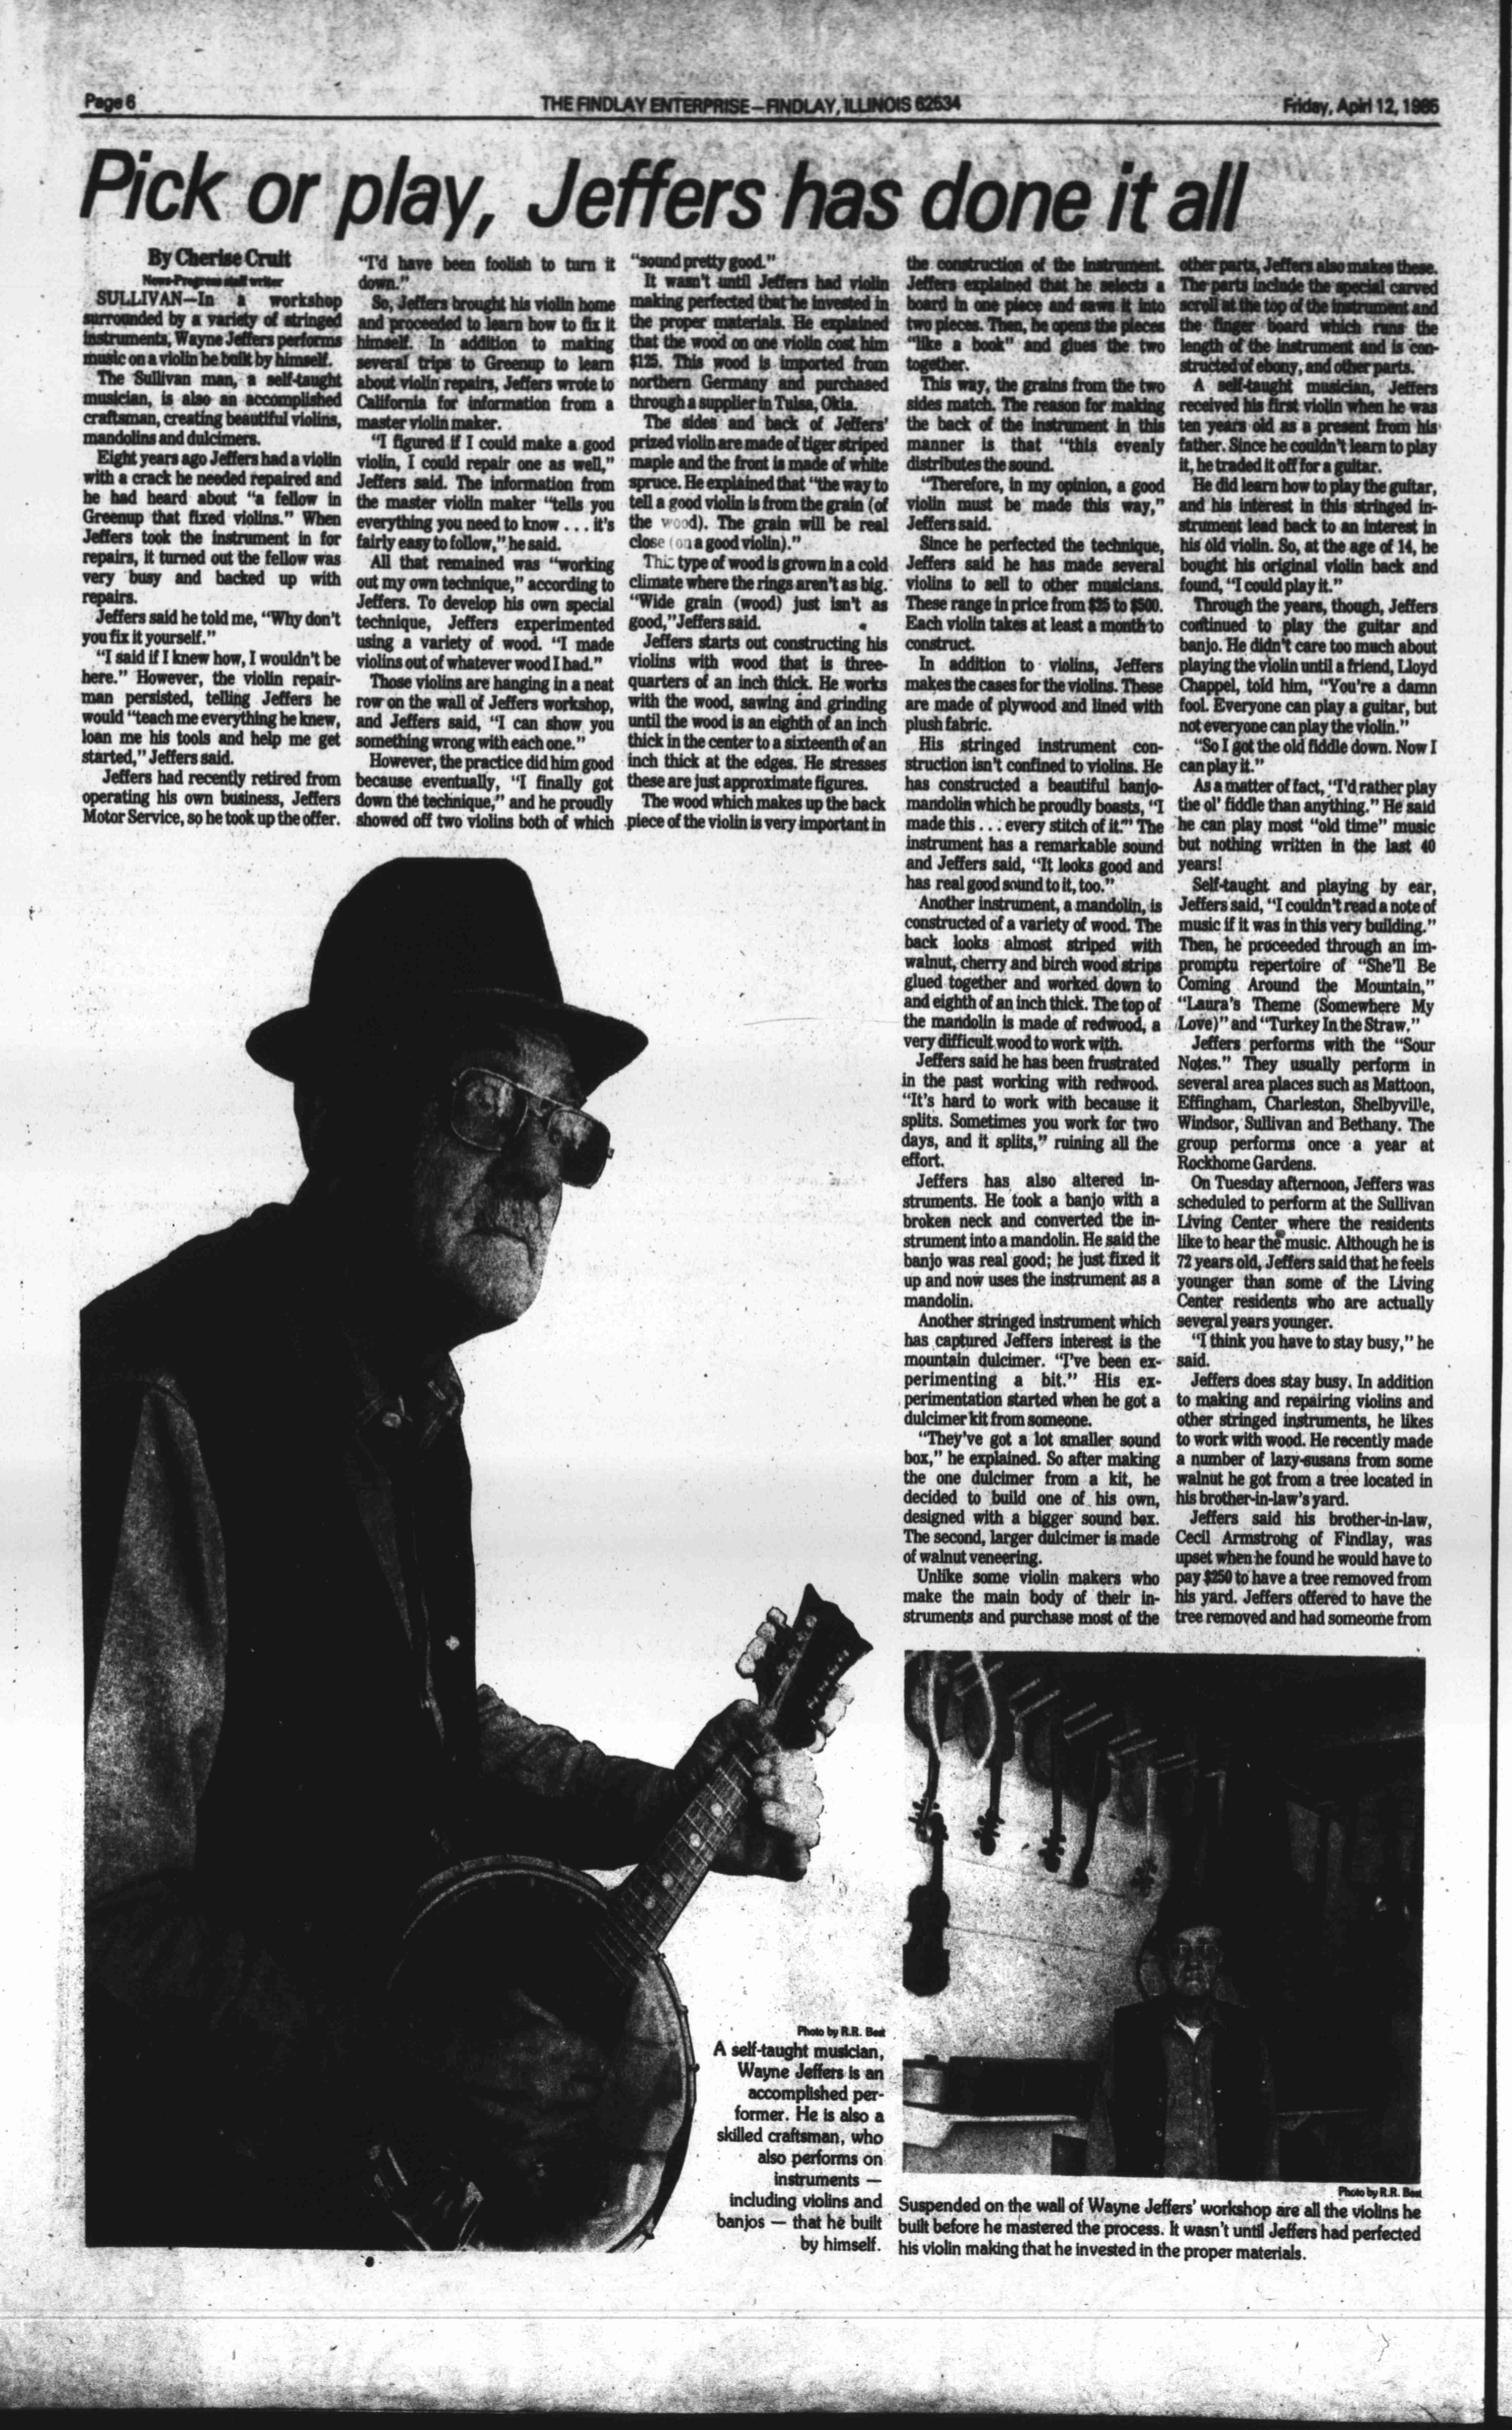 Page 6
THE FINDLAY ENTERPRISE—FINDLAY, ILLINOIS 62534
Friday, Apirl 12, 1985
Pick or play, Jeffers has done it all
By Cherise Cruit
News-Progress staff writer
SULLIVAN—In a workshop
surrounded by a variety of stringed
instruments, Wayne Jeffers performs
music on a violin he built by himself.
The Sullivan man, a self-taught
musician, is also an accomplished
craftsman, creating beautiful violins,
mandolins and dulcimers.
Eight years ago Jeffers had a violin
with a crack he needed repaired and
he had heard about "a fellow in
Greenup that fixed violins." When
Jeffers took the instrument in for
repairs, it turned out the fellow was
very busy and backed up with
repairs.
Jeffers said he told me, "Why don't
you fix it yourself."
"I said if I knew how, I wouldn't be
here." However, the violin repair-
man persisted, telling Jeffers he
would "teach me everything he knew,
loan me his tools and help me get
started," Jeffers said.
Jeffers had recently retired from
operating his own business, Jeffers
Motor Service, so he took up the offer.
"I'd have been foolish to turn it
down."
So, Jeffers brought his violin home
and proceeded to learn how to fix it
himself. In addition to making
several trips to Greenup to learn
about violin repairs, Jeffers wrote to
California for information from a
master violin maker.
"I figured if I could make a good
violin, I could repair one as well,"
Jeffers said. The information from
the master violin maker "tells you
everything you need to know . . . it's
fairly easy to follow," he said.
All that remained was "working
out my own technique," according to
Jeffers. To develop his own special
technique, Jeffers experimented
using a variety of wood. "I made
violins out of whatever wood I had."
Those violins are hanging in a neat
row on the wall of Jeffers workshop,
and Jeffers said, "I can show you
something wrong with each one."
However, the practice did him good
because eventually, "I finally got
down the technique," and he proudly
showed off two violins both of which
"sound pretty good."
It wasn't until Jeffers had violin
making perfected that he invested in
the proper materials. He explained
that the wood on one violin cost him
$125. This wood is imported from
northern Germany and purchased
through a supplier in Tulsa, Okla.
The sides and back of Jeffers'
prized violin are made of tiger striped
maple and the front is made of white
spruce. He explained that "the way to
tell a good violin is from the grain (of
the wood). The grain will be real
close (on a good violin)."
This type of wood is grown in a cold
climate where the rings aren't as big.
"Wide grain (wood) just isn't as
good," Jeffers said.
Jeffers starts out constructing his
violins with wood that is three-
quarters of an inch thick. He works
with the wood, sawing and grinding
until the wood is an eighth of an inch
thick in the center to a sixteenth of an
inch thick at the edges. He stresses
these are just approximate figures.
The wood which makes up the back
piece of the violin is very important in
the construction of the instrument.
Jeffers explained that he selects a
board in one piece and saws it into
two pieces. Then, he opens the pieces
"like a book" and glues the two
together.
This way, the grains from the two
sides match. The reason for making
the back of the instrument in this
manner is that "this evenly
distributes the sound.
"Therefore, in my opinion, a good
violin must be made this way,"
Jeffers said.
Since he perfected the technique,
Jeffers said he has made several
violins to sell to other musicians.
These range in price from $25 to $500.
Each violin takes at least a month to
construct.
In addition to violins, Jeffers
makes the cases for the violins. These
are made of plywood and lined with
plush fabric.
His stringed instrument con-
struction isn't confined to violins. He
has constructed a beautiful banjo-
mandolin which he proudly boasts, "I
made this . . . every stitch of it." The
instrument has a remarkable sound
and Jeffers said, "It looks good and
has real good sound to it, too."
Another instrument, a mandolin, is
constructed of a variety of wood. The
back looks almost striped with
walnut, cherry and birch wood strips
glued together and worked down to
and eighth of an inch thick. The top of
the mandolin is made of redwood, a
very difficult wood to work with.
Jeffers said he has been frustrated
in the past working with redwood.
"It's hard to work with because it
splits. Sometimes you work for two
days, and it splits," ruining all the
effort.
Jeffers has also altered in-
struments. He took a banjo with a
broken neck and converted the in-
strument into a mandolin. He said the
banjo was real good; he just fixed it
up and now uses the instrument as a
mandolin.
Another stringed instrument which
has captured Jeffers interest is the
mountain dulcimer. "I've been ex-
perimenting a bit." His ex-
perimentation started when he got a
dulcimer kit from someone.
"They've got a lot smaller sound
box," he explained. So after making
the one dulcimer from a kit, he
decided to build one of his own,
designed with a bigger sound box.
The second, larger dulcimer is made
of walnut veneering.
Unlike some violin makers who
make the main body of their in-
struments and purchase most of the
other parts, Jeffers also makes these.
The parts include the special carved
scroll at the top of the instrument and
the finger board which runs the
length of the instrument and is con-
structed of ebony, and other parts.
A self-taught musician, Jeffers
received his first violin when he was
ten years old as a present from his
father. Since he couldn't learn to play
it, he traded it off for a guitar.
He did learn how to play the guitar,
and his interest in this stringed in-
strument lead back to an interest in
his old violin. So, at the age of 14, he
bought his original violin back and
found, "I could play it."
Through the years, though, Jeffers
continued to play the guitar and
banjo. He didn't care too much about
playing the violin until a friend, Lloyd
Chappel, told him, "You're a damn
fool. Everyone can play a guitar, but
not everyone can play the violin."
"So I got the old fiddle down. Now I
can play it."
As a matter of fact, "I'd rather play
the ol' fiddle than anything." He said
he can play most "old time" music
but nothing written in the last 40
years!
Self-taught and playing by ear,
Jeffers said, "I couldn't read a note of
music if it was in this very building."
Then, he proceeded through an im-
promptu repertoire of "She'll Be
Coming Around the Mountain,"
"Laura's Theme (Somewhere My
Love)" and "Turkey In the Straw."
Jeffers performs with the "Sour
Notes." They usually perform in
several area places such as Mattoon,
Effingham, Charleston, Shelbyville,
Windsor, Sullivan and Bethany. The
group performs once a year at
Rockhome Gardens.
On Tuesday afternoon, Jeffers was
scheduled to perform at the Sullivan
Living Center where the residents
like to hear the music. Although he is
72 years old, Jeffers said that he feels
younger than some of the Living
Center residents who are actually
several years younger.
"I think you have to stay busy," he
said.
Jeffers does stay busy. In addition
to making and repairing violins and
other stringed instruments, he likes
to work with wood. He recently made
a number of lazy-susans from some
walnut he got from a tree located in
his brother-in-law's yard.
Jeffers said his brother-in-law,
Cecil Armstrong of Findlay, was
upset when he found he would have to
pay $250 to have a tree removed from
his yard. Jeffers offered to have the
tree removed and had someome from
Photo by R.R. Best
A self-taught musician,
Wayne Jeffers is an
accomplished per-
former. He is also a
skilled craftsman, who
also performs on
instruments —
including violins and
banjos — that he built
by himself.
Photo by R.R. Best
Suspended on the wall of Wayne Jeffers' workshop are all the violins he
built before he mastered the process. It wasn't until Jeffers had perfected
his violin making that he invested in the proper materials.